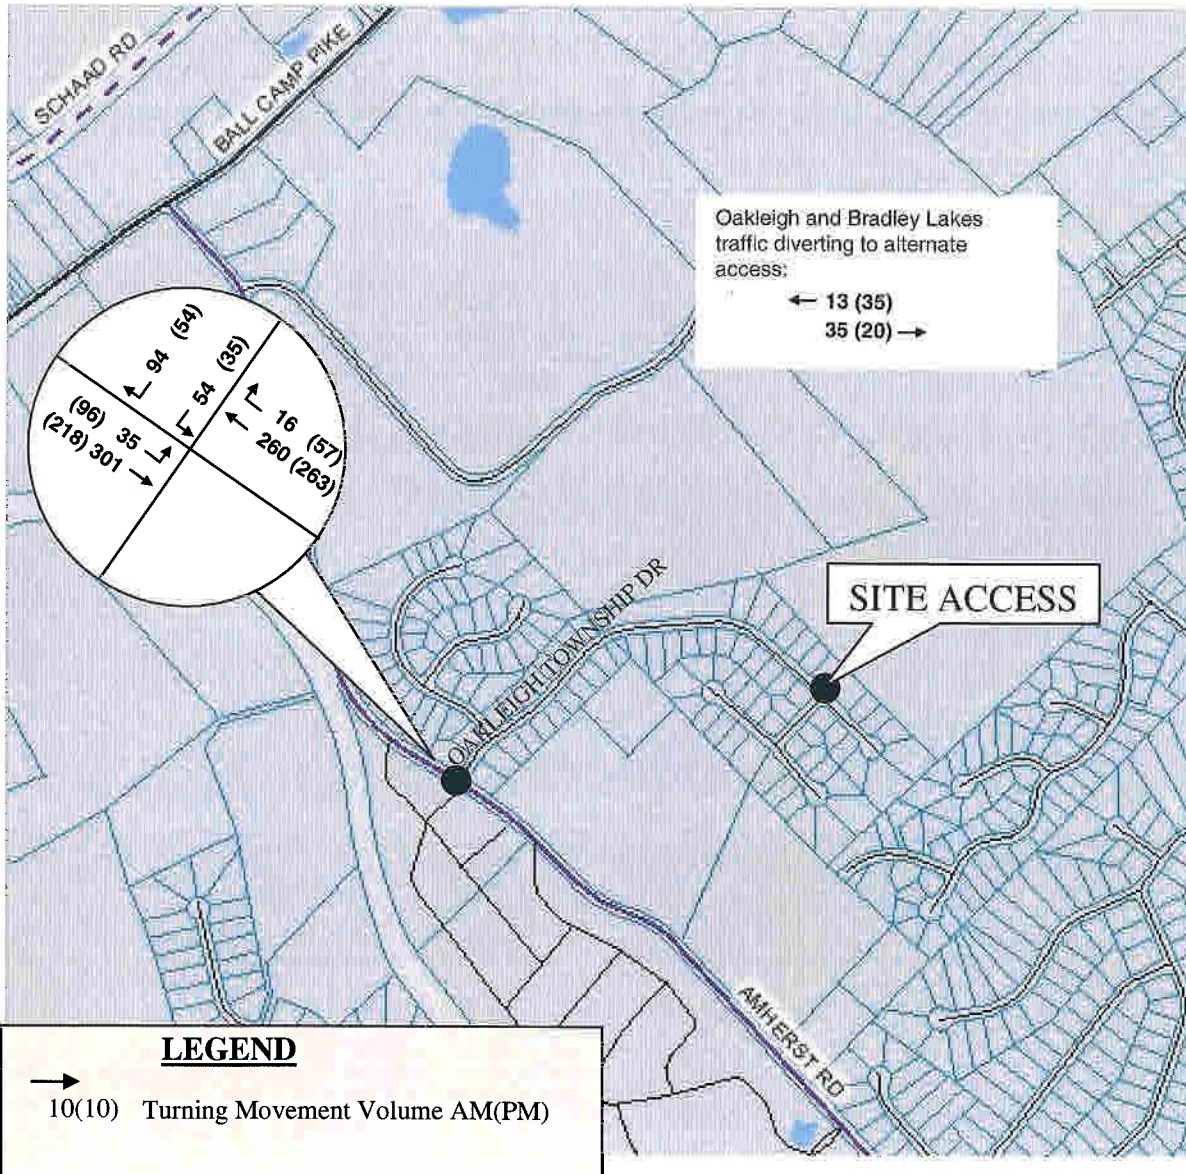 SCHAAD RD
BALL CAMP PIKE
Oakleigh and Bradley Lakes
traffic diverting to alternate
access:
← 13 (35)
35 (20) →
94 (54)
54 (35)
(96) 35
(218) 301
16 (57)
260 (263)
SITE ACCESS
OAKLEIGH TOWNSHIP DR
AMHERST RD
LEGEND
10(10) Turning Movement Volume AM(PM)